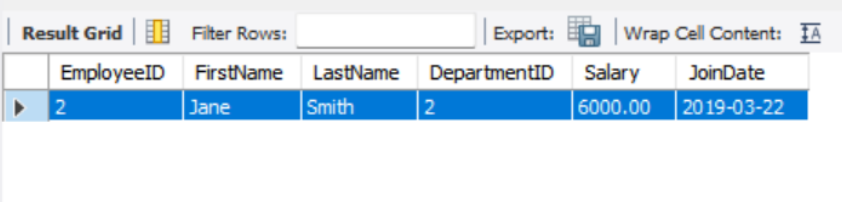 Result Grid Filter Rows: Export: Wrap Cell Content: IA
EmployeeID FirstName LastName DepartmentID Salary JoinDate
2 Jane Smith 2 6000.00 2019-03-22